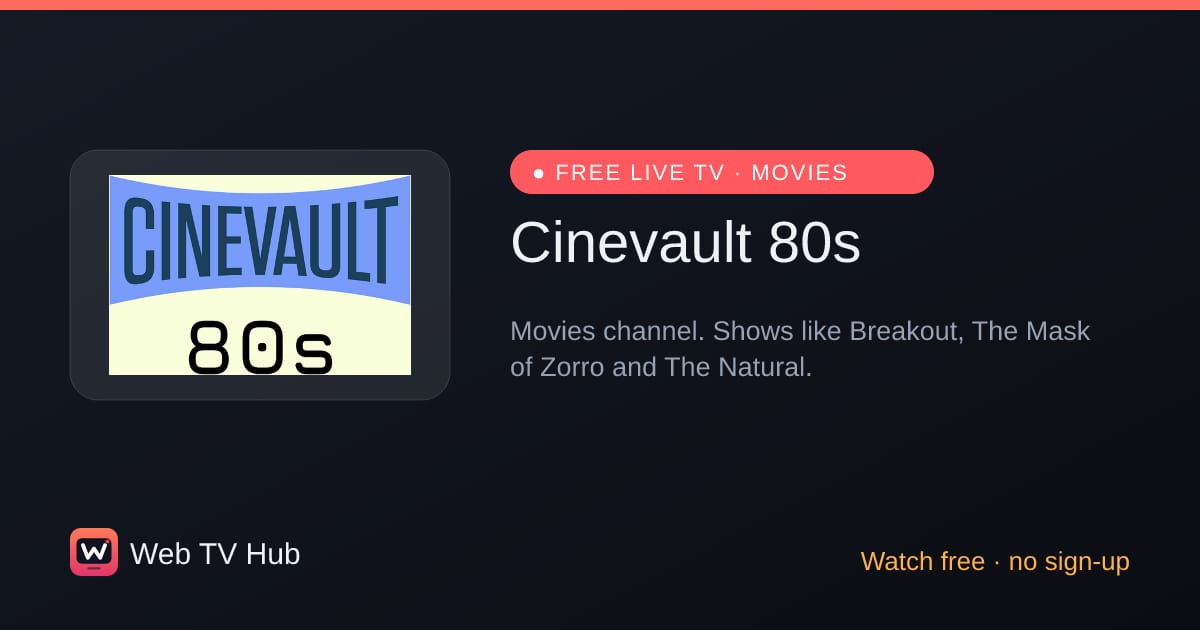 CINEVAULT
80s
● FREE LIVE TV · MOVIES
Cinevault 80s
Movies channel. Shows like Breakout, The Mask
of Zorro and The Natural.
W
Web TV Hub
Watch free · no sign-up